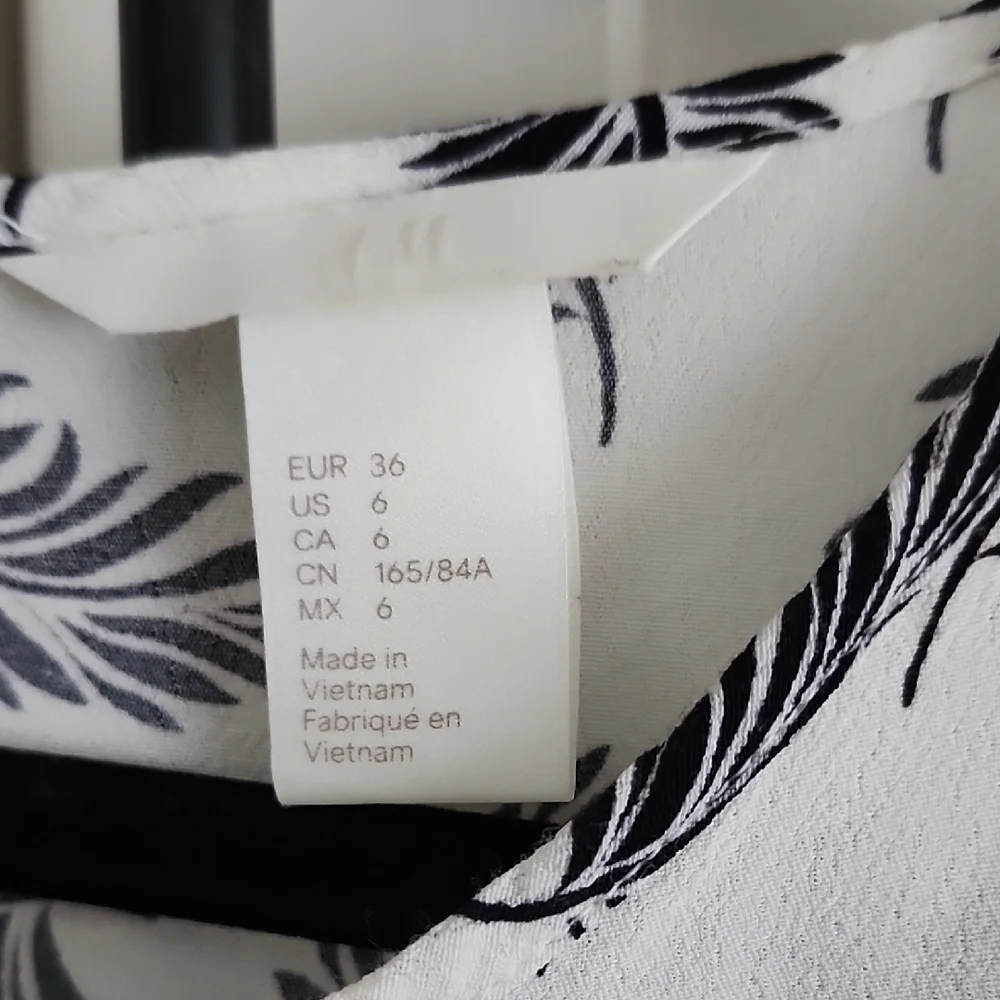 EUR 36
US 6
CA 6
CN 165/84A
MX 6
Made in
Vietnam
Fabriqué en
Vietnam